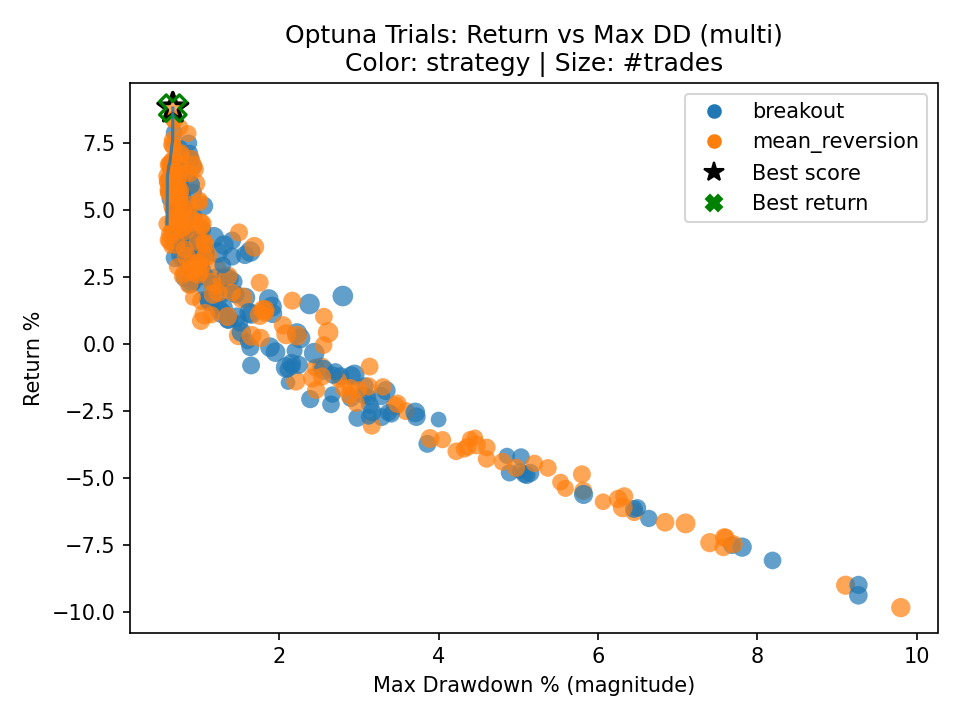 Optuna Trials: Return vs Max DD (multi)
Color: strategy | Size: #trades
breakout
mean_reversion
Best score
Best return
Return %
7.5
5.0
2.5
0.0
−2.5
−5.0
−7.5
−10.0
2
4
6
8
10
Max Drawdown % (magnitude)